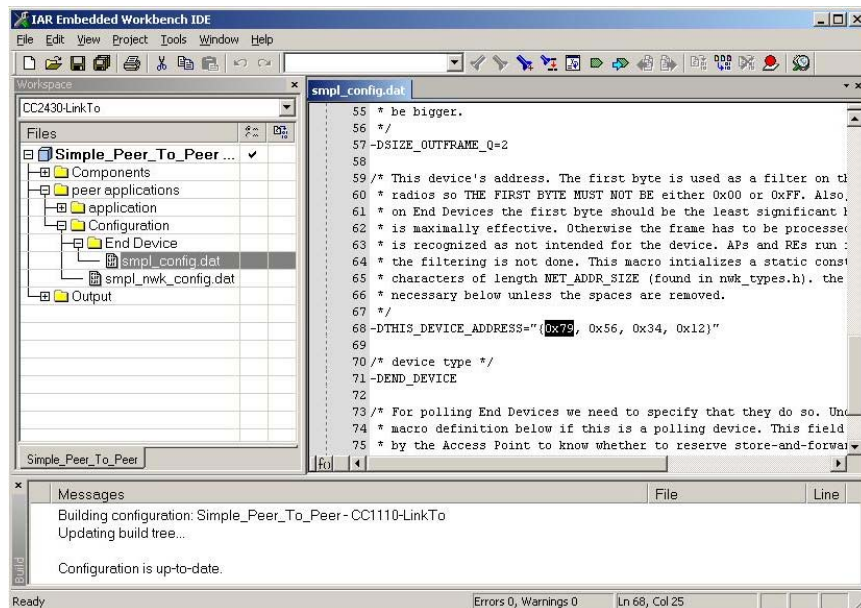 IAR Embedded Workbench IDE
File Edit View Project Tools Window Help
Workspace
CC2430-LinkTo
Files
Simple_Peer_To_Peer ...
Components
peer applications
application
Configuration
End Device
smpl_config.dat
smpl_nwk_config.dat
Output
Simple_Peer_To_Peer
smpl_config.dat
55 * be bigger.
56 */
57 -DSIZE_OUTFRAME_Q=2
58
59 /* This device's address. The first byte is used as a filter on th
60 * radios so THE FIRST BYTE MUST NOT BE either 0x00 or 0xFF. Also,
61 * on End Devices the first byte should be the least significant
62 * is maximally effective. Otherwise the frame has to be processed
63 * is recognized as not intended for the device. APs and REs run
64 * the filtering is not done. This macro intializes a static const
65 * characters of length NET_ADDR_SIZE (found in nwk_types.h). the
66 * necessary below unless the spaces are removed.
67 */
68 -DTHIS_DEVICE_ADDRESS="{0x79, 0x56, 0x34, 0x12}"
69
70 /* device type */
71 -DEND_DEVICE
72
73 /* For polling End Devices we need to specify that they do so. Unc
74 * macro definition below if this is a polling device. This field
75 * by the Access Point to know whether to reserve store-and-forwar
Build
Messages File Line
Building configuration: Simple_Peer_To_Peer - CC1110-LinkTo
Updating build tree...
Configuration is up-to-date.
Ready Errors 0, Warnings 0 Ln 68, Col 25